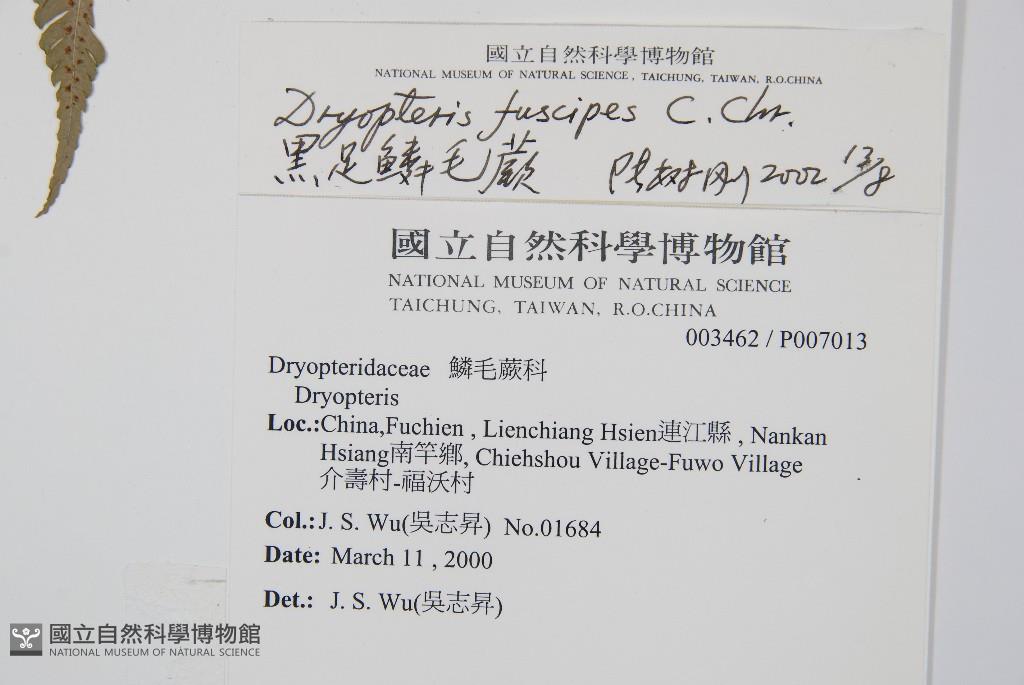 國立自然科學博物館
NATIONAL MUSEUM OF NATURAL SCIENCE, TAICHUNG, TAIWAN, R.O.CHINA
Dryopteris fuscipes C. Chr.
黑足鱗毛蕨 2002
國立自然科學博物館
NATIONAL MUSEUM OF NATURAL SCIENCE
TAICHUNG, TAIWAN, R.O.CHINA
003462 / P007013
Dryopteridaceae 鱗毛蕨科
Dryopteris
Loc.:China,Fuchien , Lienchiang Hsien連江縣 , Nankan
Hsiang南竿鄉, Chiehshou Village-Fuwo Village
介壽村-福沃村
Col.:J. S. Wu(吳志昇) No.01684
Date: March 11 , 2000
Det.: J. S. Wu(吳志昇)
國立自然科學博物館
NATIONAL MUSEUM OF NATURAL SCIENCE